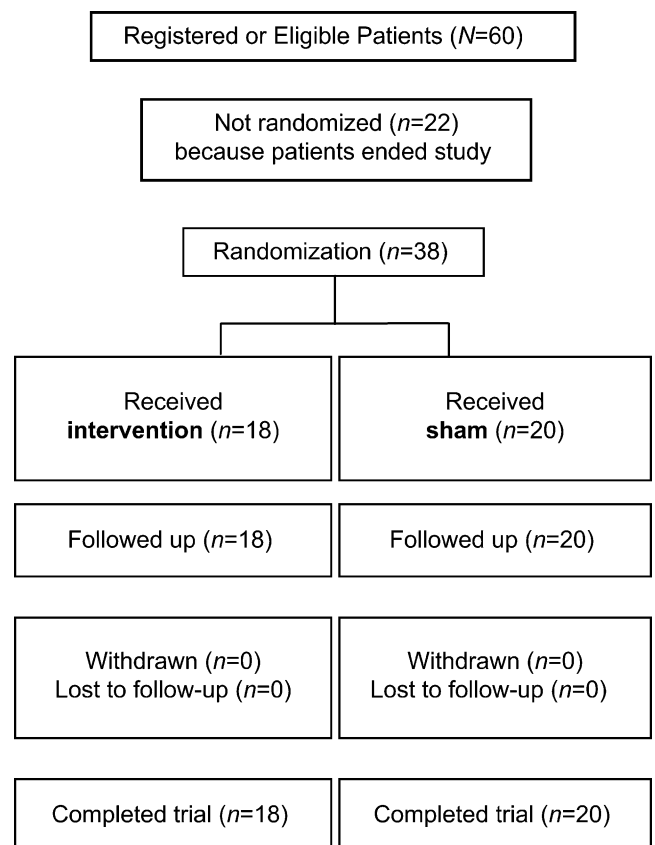 Registered or Eligible Patients (N=60)
Not randomized (n=22)
because patients ended study
Randomization (n=38)
Received
intervention (n=18)
Received
sham (n=20)
Followed up (n=18)
Followed up (n=20)
Withdrawn (n=0)
Lost to follow-up (n=0)
Withdrawn (n=0)
Lost to follow-up (n=0)
Completed trial (n=18)
Completed trial (n=20)